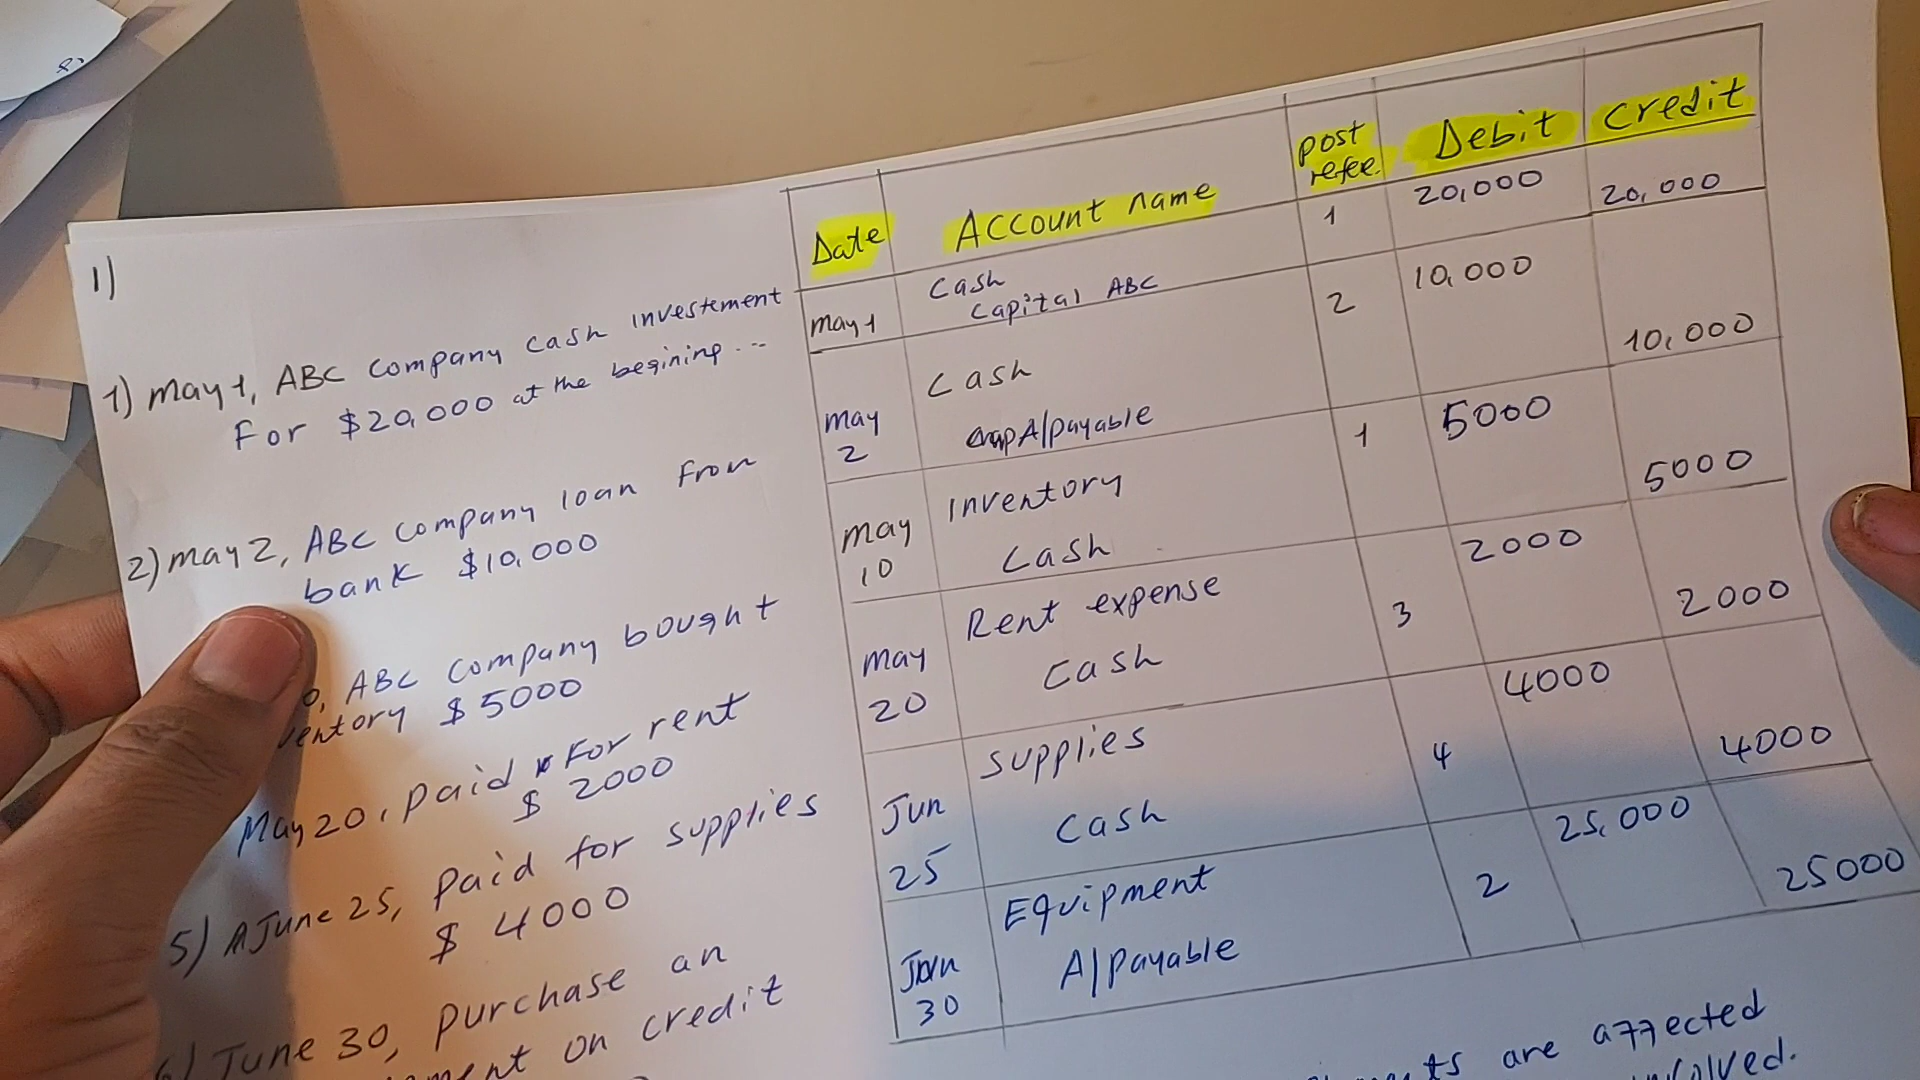 1)
1) May 1, ABC Company cash investement
For $20,000 at the begining ...
2) May 2, ABC Company loan From
bank $10,000
0, ABC Company bought
ventory $5000
May 20, paid For rent
$ 2000
5) June 25, Paid for supplies
$ 4000
6) June 30, purchase an
ment on credit
Date Account name Post refee. Debit Credit
May 1 Cash 1 20,000 20,000
Capital ABC
May 2 Cash 2 10,000
A/payable 10,000
May 10 Inventory 1 5000
Cash 5000
May 20 Rent expense 3 2000
Cash 2000
Jun 25 Supplies 4 4000
Cash 4000
30 Equipment 2 25,000
A/Payable 25000
are affected